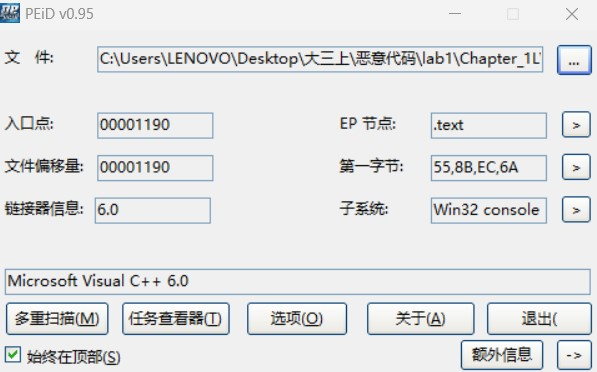 PEiD v0.95
文 件: C:\Users\LENOVO\Desktop\大三上\恶意代码\lab1\Chapter_1L ...
入口点: 00001190 EP 节点: .text >
文件偏移量: 00001190 第一字节: 55,8B,EC,6A >
链接器信息: 6.0 子系统: Win32 console >
Microsoft Visual C++ 6.0
多重扫描(M) 任务查看器(T) 选项(O) 关于(A) 退出(
始终在顶部(S) 额外信息 ->